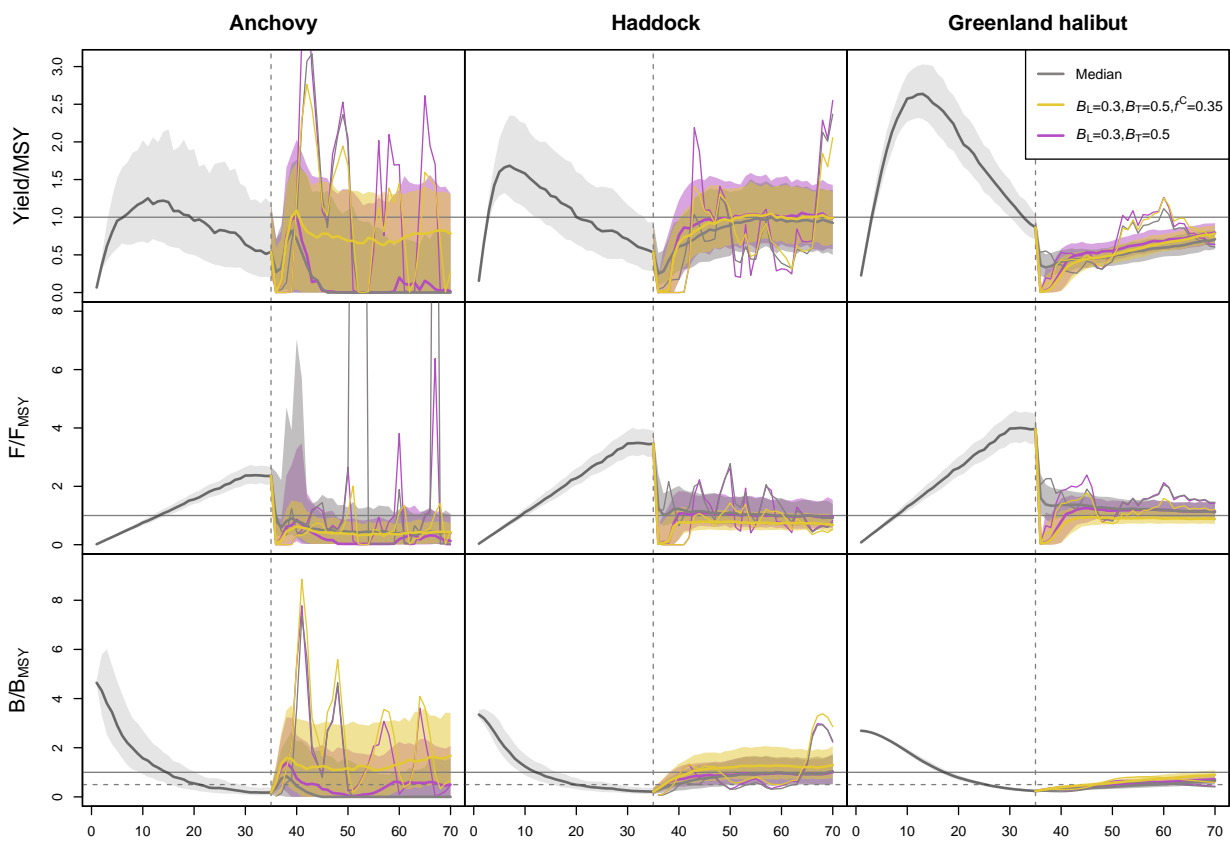 Anchovy Haddock Greenland halibut
Yield/MSY
0.0 0.5 1.0 1.5 2.0 2.5 3.0
Median
B_L=0.3,B_T=0.5,f^C=0.35
B_L=0.3,B_T=0.5
F/F_MSY
0 2 4 6 8
B/B_MSY
0 2 4 6 8
0 10 20 30 40 50 60 70 0 10 20 30 40 50 60 70 0 10 20 30 40 50 60 70